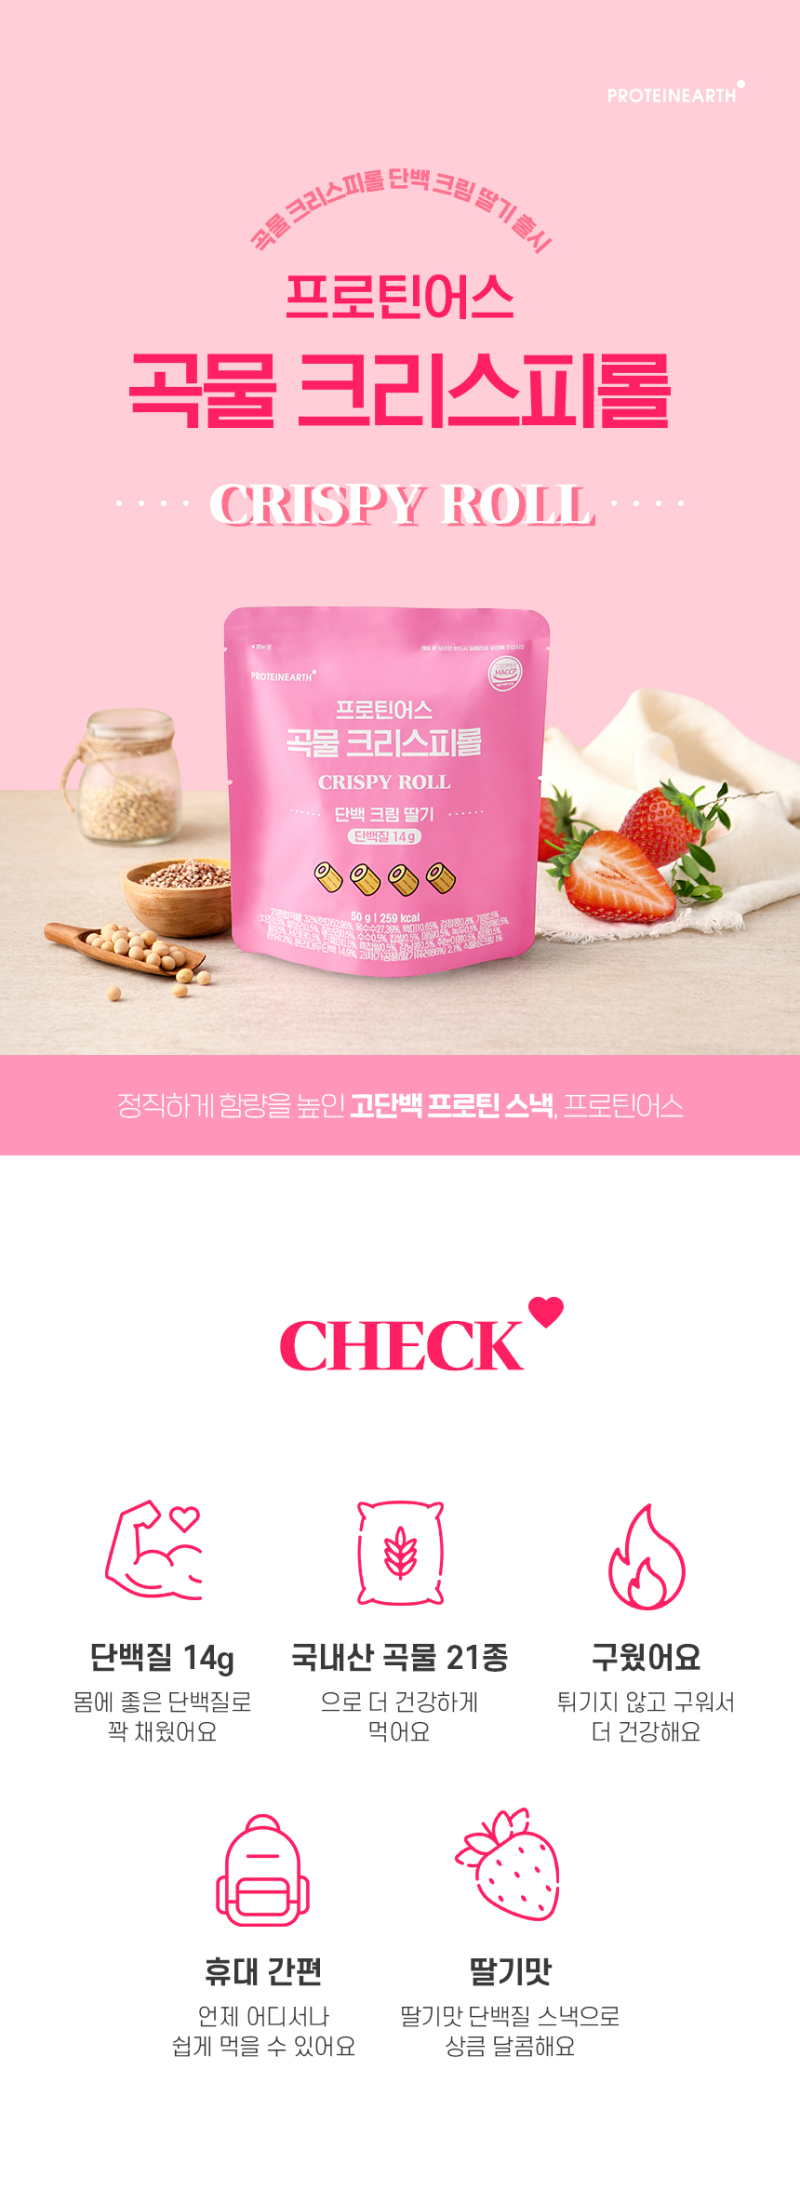 PROTEINEARTH
곡물 크리스피롤 단백 크림 딸기 출시
프로틴어스
곡물 크리스피롤
CRISPY ROLL
PROTEINEARTH
HACCP
프로틴어스
곡물 크리스피롤
CRISPY ROLL
단백 크림 딸기
단백질 14g
50 g | 259 kcal
정직하게 함량을 높인 고단백 프로틴 스낵, 프로틴어스
CHECK
단백질 14g
몸에 좋은 단백질로
꽉 채웠어요
국내산 곡물 21종
으로 더 건강하게
먹어요
구웠어요
튀기지 않고 구워서
더 건강해요
휴대 간편
언제 어디서나
쉽게 먹을 수 있어요
딸기맛
딸기맛 단백질 스낵으로
상큼 달콤해요